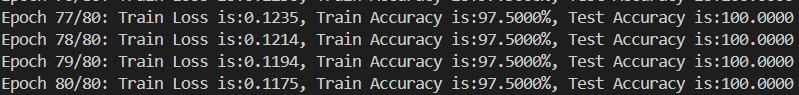 Epoch 77/80: Train Loss is:0.1235, Train Accuracy is:97.5000%, Test Accuracy is:100.0000
Epoch 78/80: Train Loss is:0.1214, Train Accuracy is:97.5000%, Test Accuracy is:100.0000
Epoch 79/80: Train Loss is:0.1194, Train Accuracy is:97.5000%, Test Accuracy is:100.0000
Epoch 80/80: Train Loss is:0.1175, Train Accuracy is:97.5000%, Test Accuracy is:100.0000